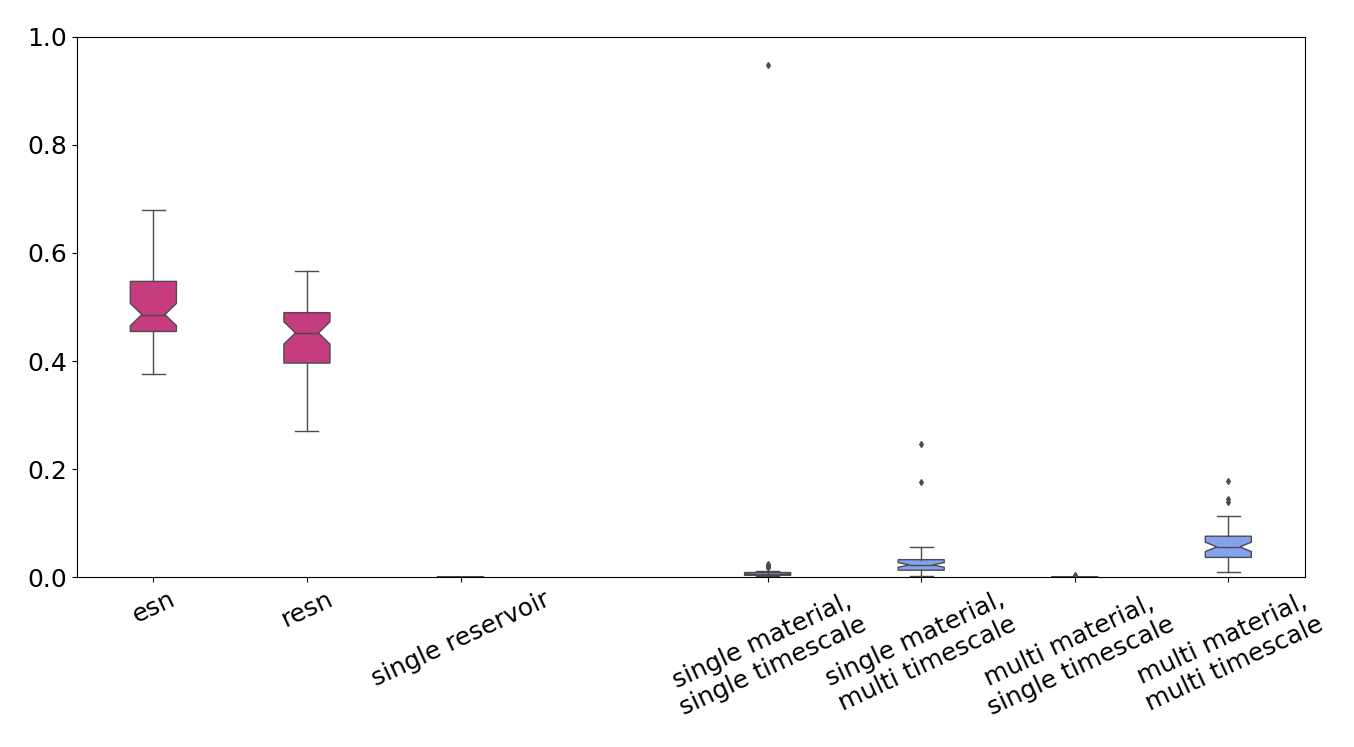 1.0
0.8
0.6
0.4
0.2
0.0
esn
resn
single reservoir
single material,
single timescale
single material,
multi timescale
multi material,
single timescale
multi material,
multi timescale